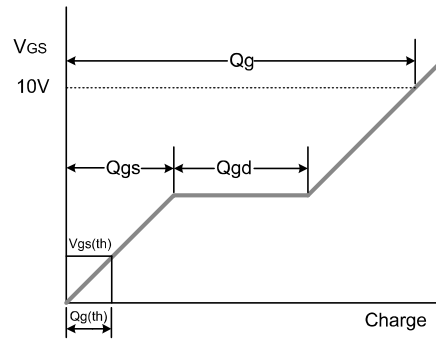 VGS
Qg
10V
Qgs
Qgd
Vgs(th)
Qg(th)
Charge